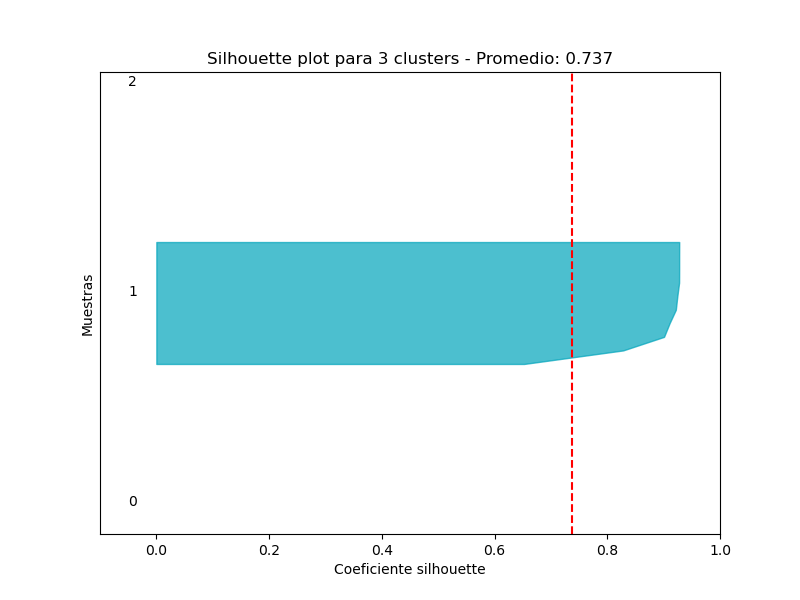 Silhouette plot para 3 clusters - Promedio: 0.737
2
1
0
Muestras
0.0 0.2 0.4 0.6 0.8 1.0
Coeficiente silhouette